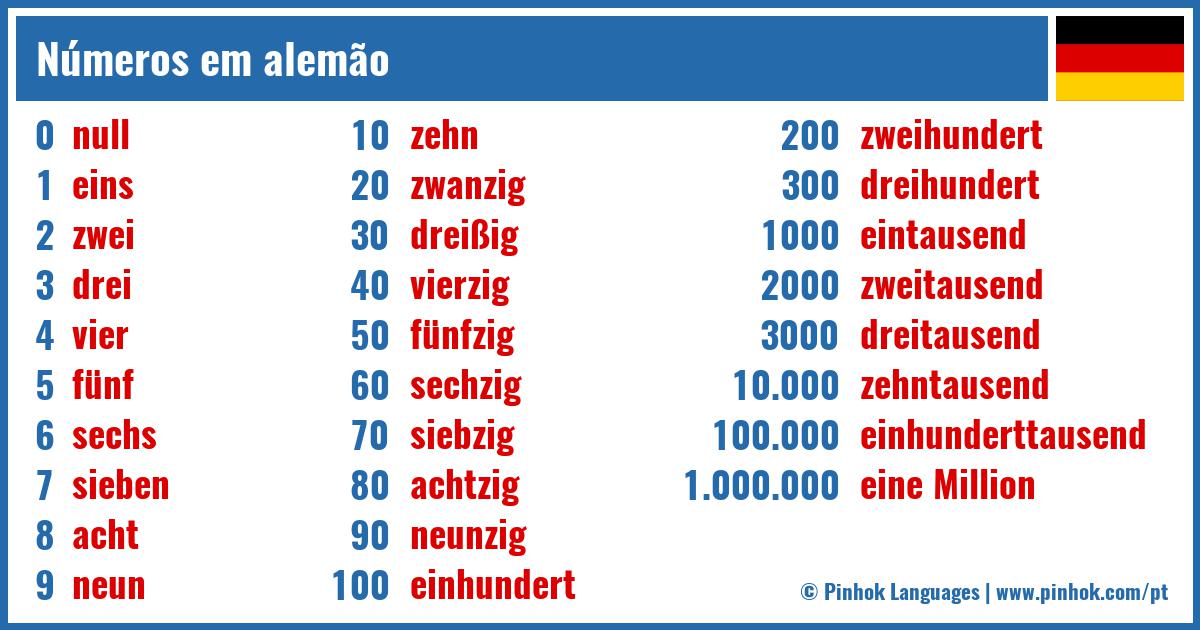 Números em alemão
0 null
1 eins
2 zwei
3 drei
4 vier
5 fünf
6 sechs
7 sieben
8 acht
9 neun
10 zehn
20 zwanzig
30 dreißig
40 vierzig
50 fünfzig
60 sechzig
70 siebzig
80 achtzig
90 neunzig
100 einhundert
200 zweihundert
300 dreihundert
1000 eintausend
2000 zweitausend
3000 dreitausend
10.000 zehntausend
100.000 einhunderttausend
1.000.000 eine Million
© Pinhok Languages | www.pinhok.com/pt